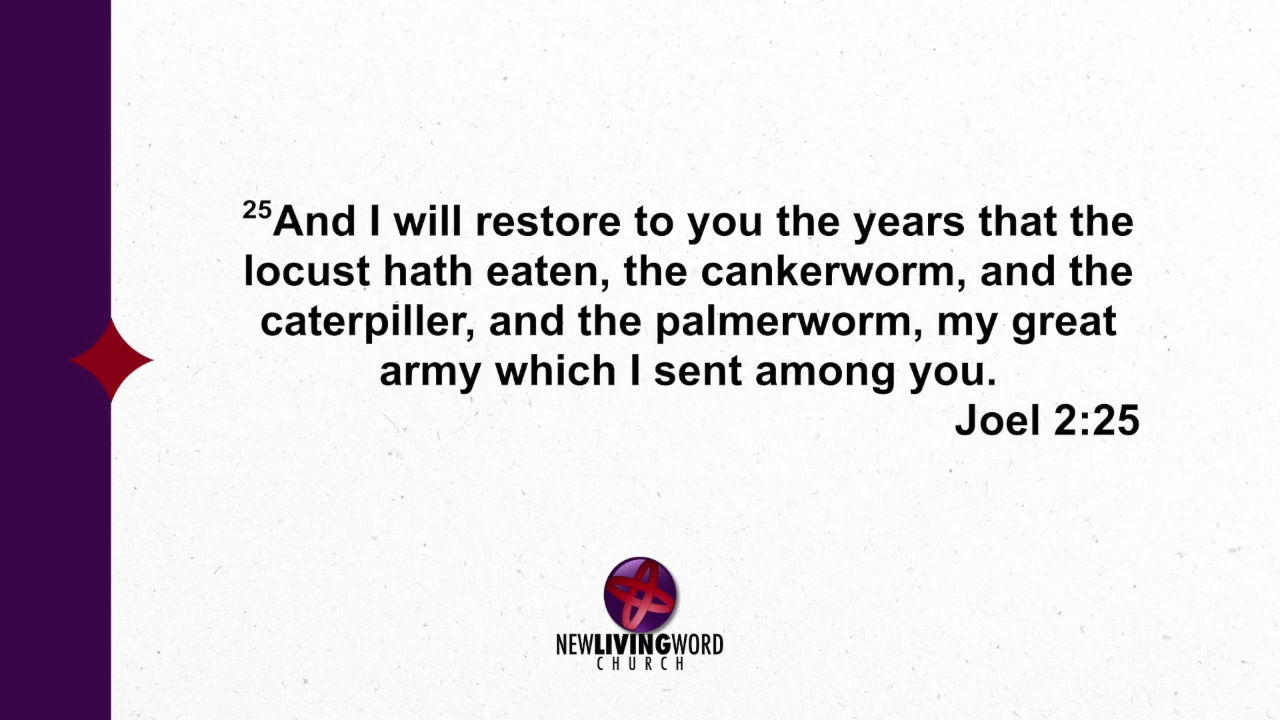 25And I will restore to you the years that the
locust hath eaten, the cankerworm, and the
caterpiller, and the palmerworm, my great
army which I sent among you.
Joel 2:25
NEWLIVINGWORD
CHURCH